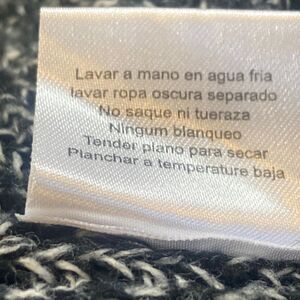 Lavar a mano en agua fria
lavar ropa oscura separado
No saque ni tueraza
Ningum blanqueo
Tender plano para secar
Planchar a temperature baja